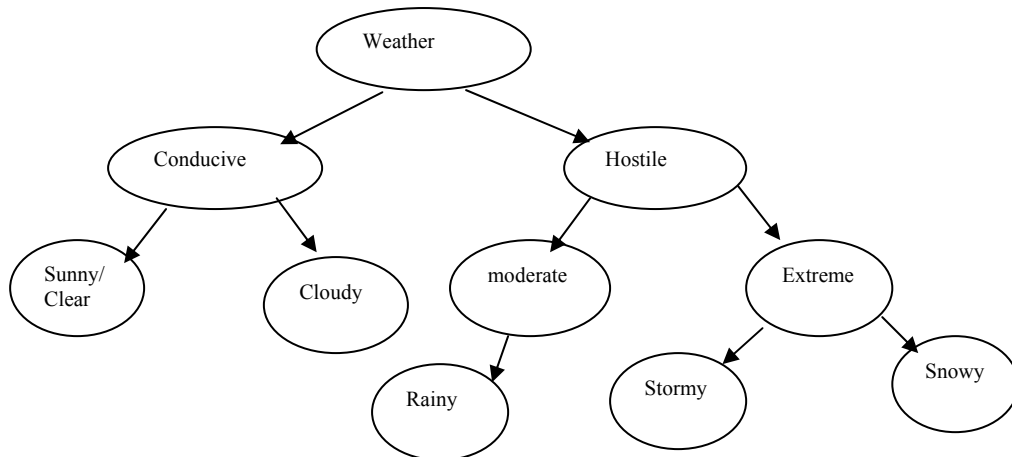 Weather
Conducive
Hostile
Sunny/
Clear
Cloudy
moderate
Extreme
Rainy
Stormy
Snowy